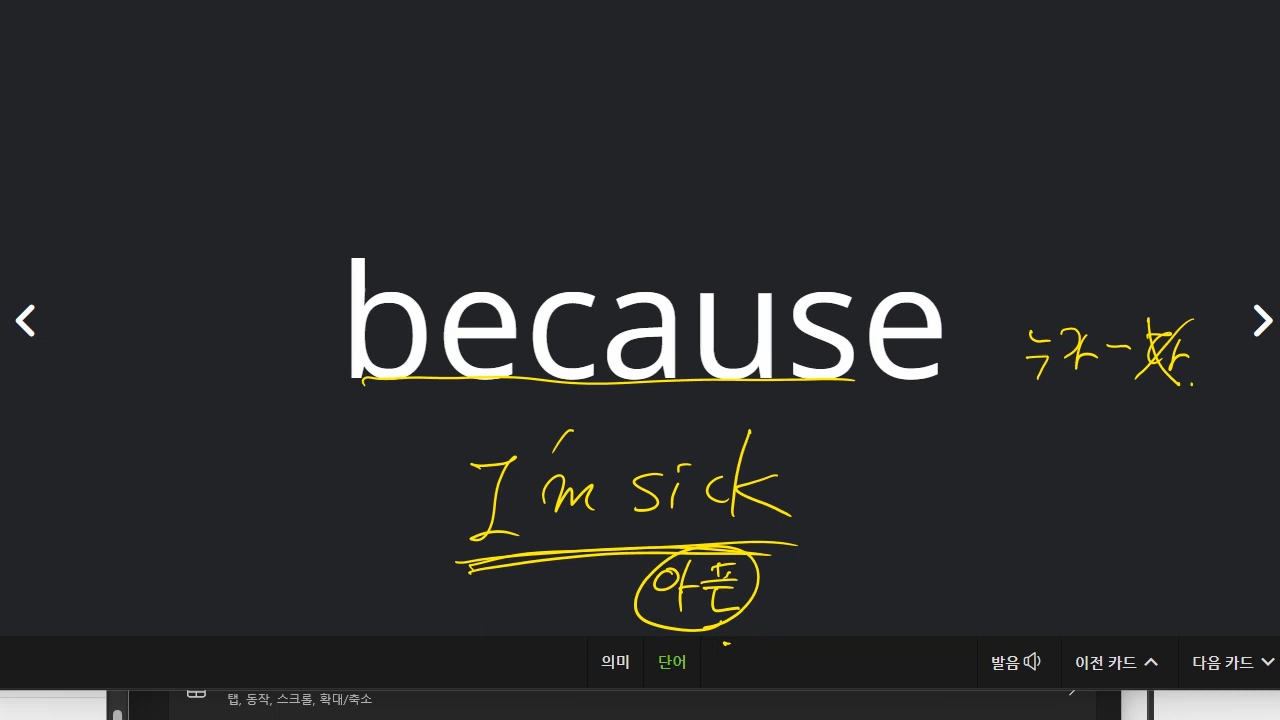 because
I'm sick
아픈
의미 단어 발음 이전 카드 다음 카드
탭, 동작, 스크롤, 확대/축소